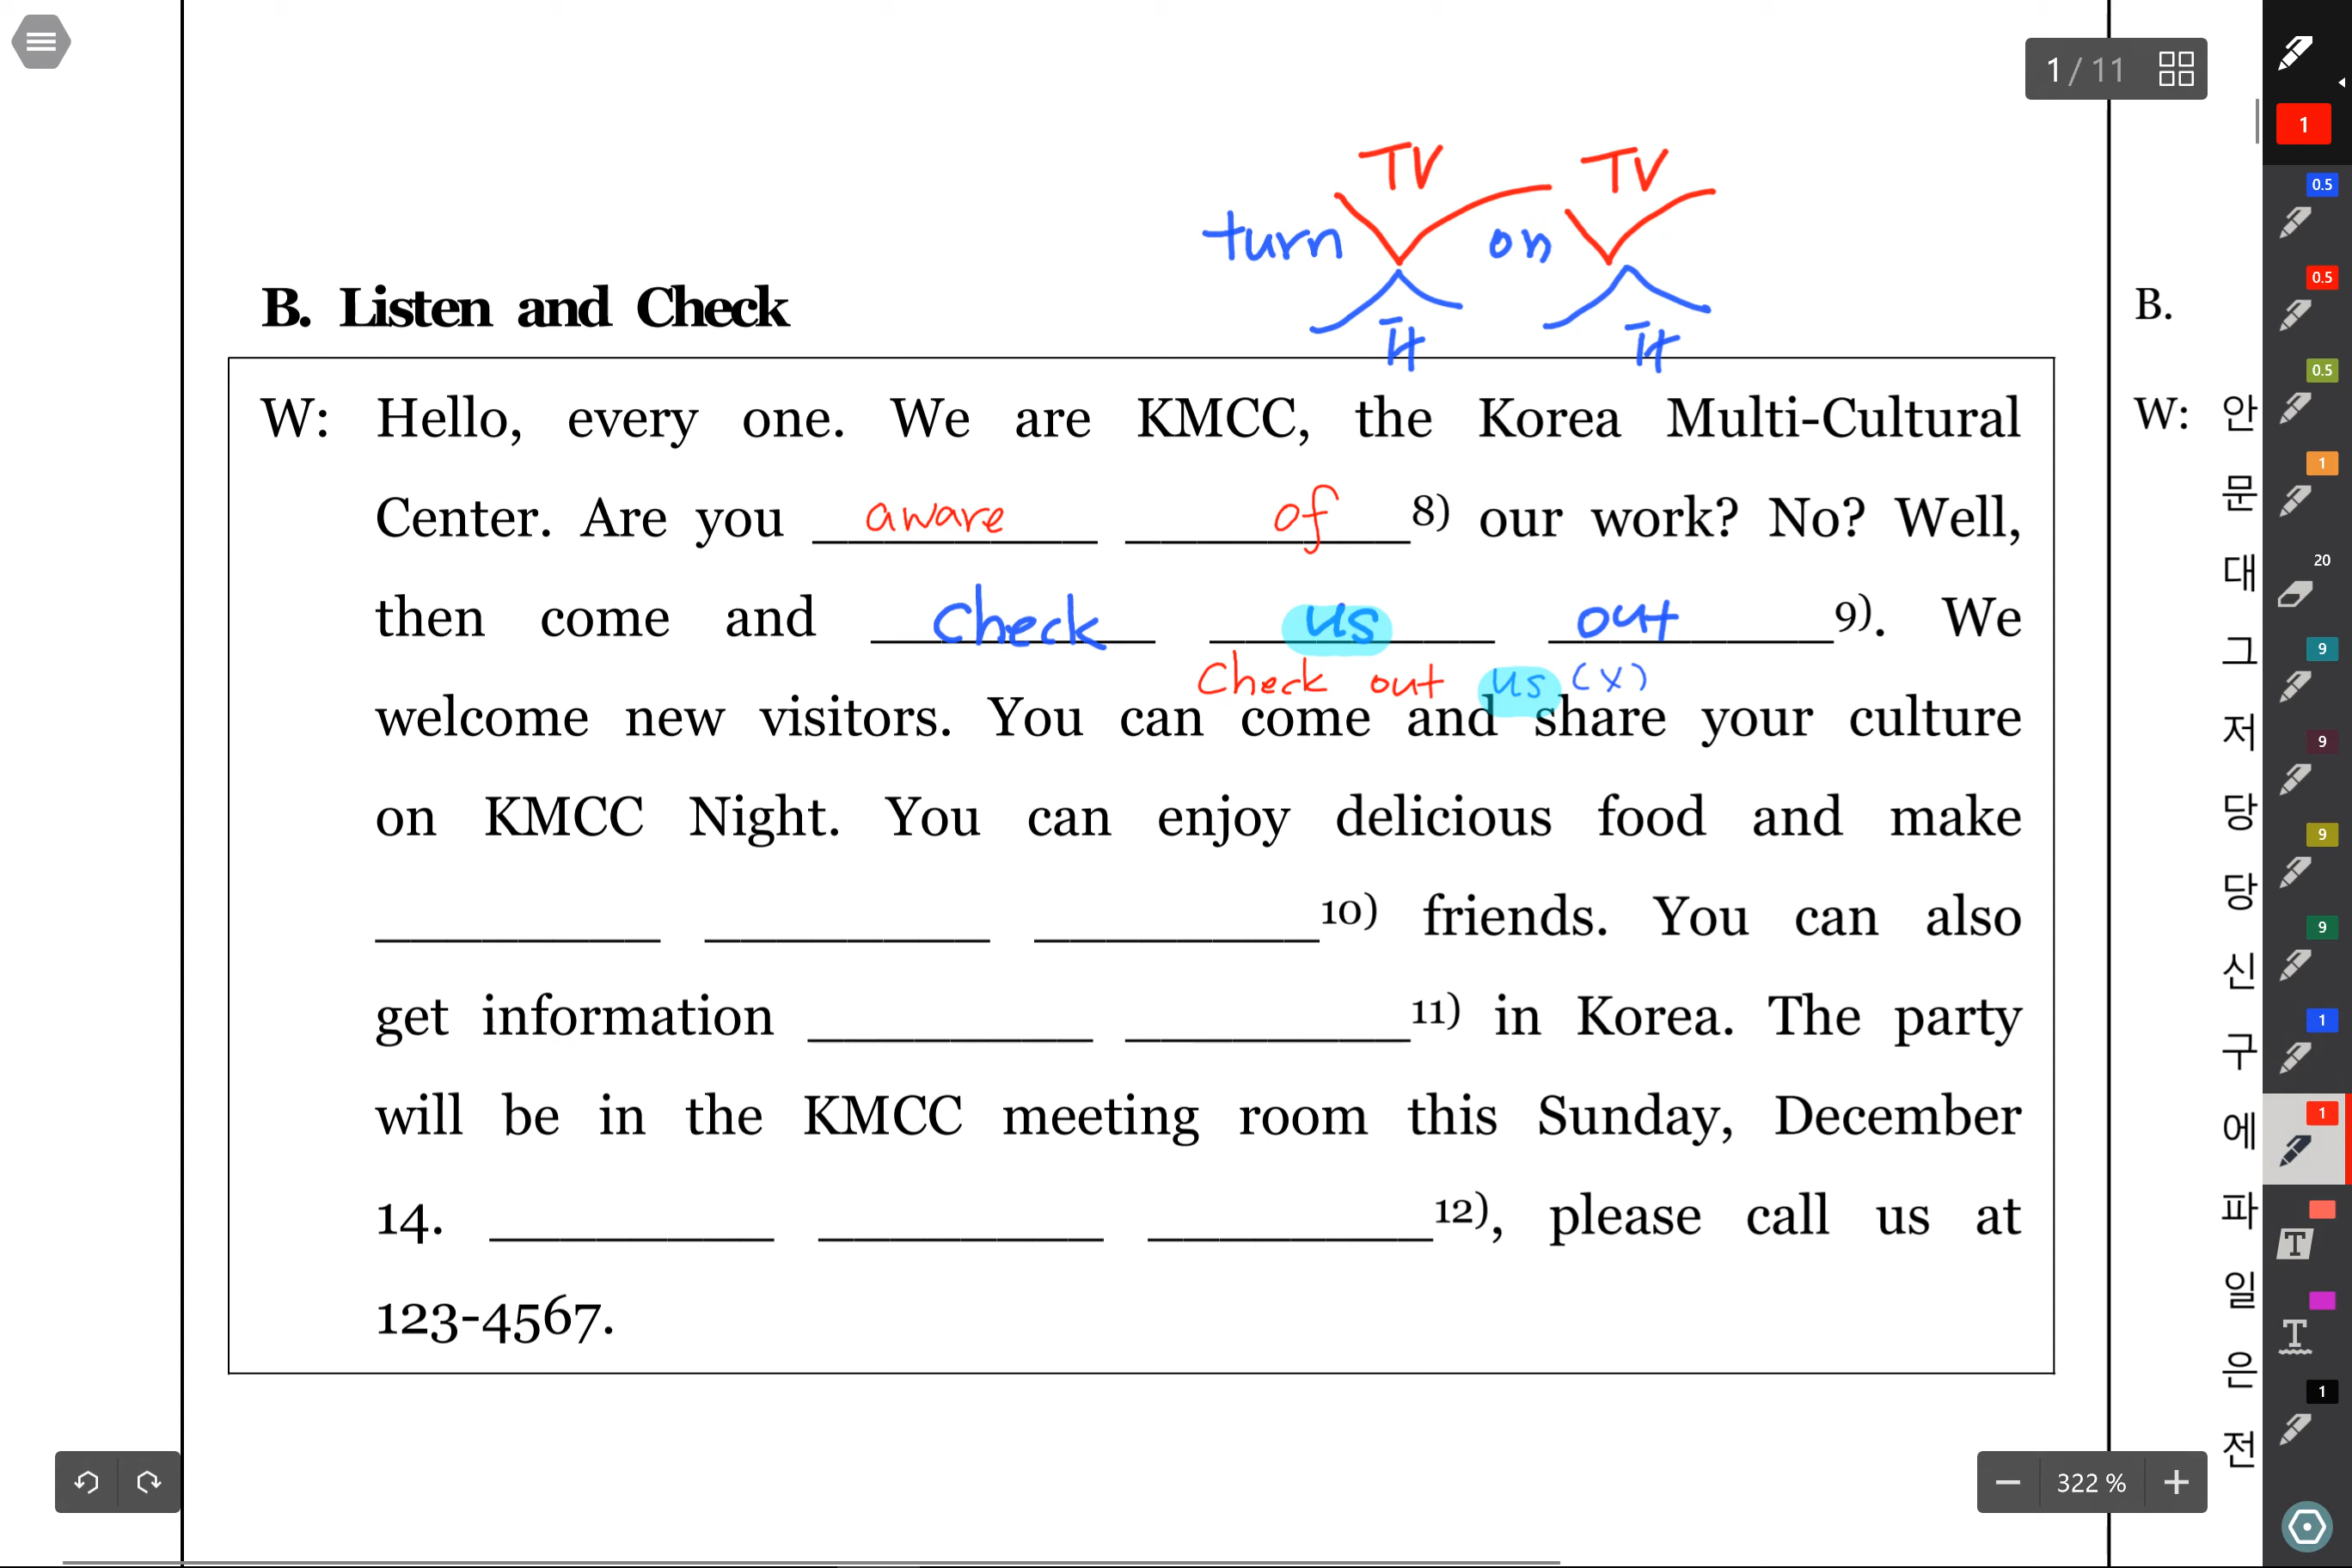 1 / 11
1
0.5
TV TV
turn on
it it
B. Listen and Check
B.
0.5
0.5
W: Hello, every one. We are KMCC, the Korea Multi-Cultural
W: 안
1
Center. Are you aware of 8) our work? No? Well,
문
20
대
then come and check us out 9). We
그
9
check out us (x)
welcome new visitors. You can come and share your culture
저
9
on KMCC Night. You can enjoy delicious food and make
당
9
10) friends. You can also
당
9
get information 11) in Korea. The party
신
구
1
will be in the KMCC meeting room this Sunday, December
에
1
14. 12), please call us at
파
T
123-4567.
일
T
은
1
전
322 %